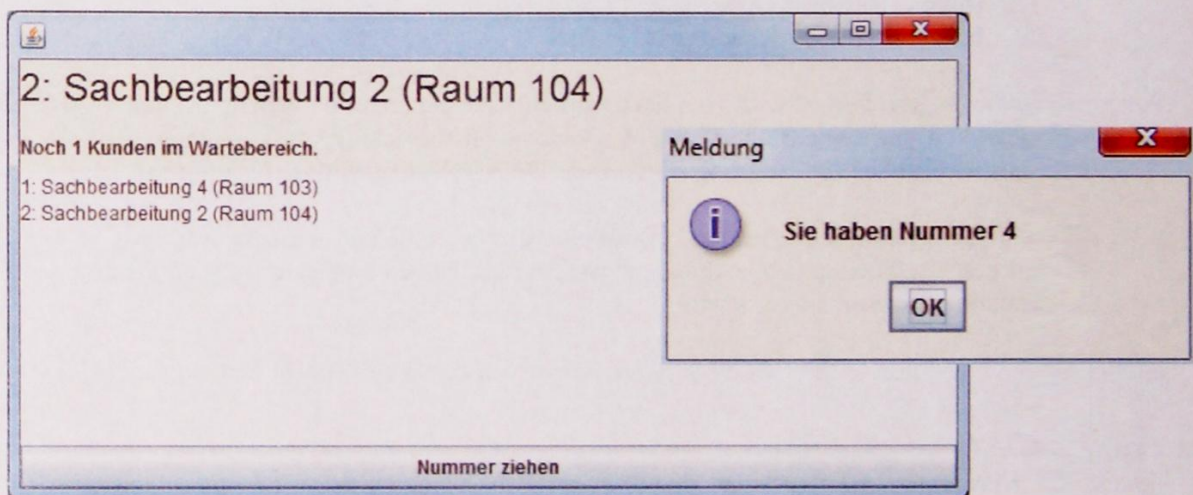 2: Sachbearbeitung 2 (Raum 104)
Noch 1 Kunden im Wartebereich.
1: Sachbearbeitung 4 (Raum 103)
2: Sachbearbeitung 2 (Raum 104)
Nummer ziehen
Meldung
Sie haben Nummer 4
OK